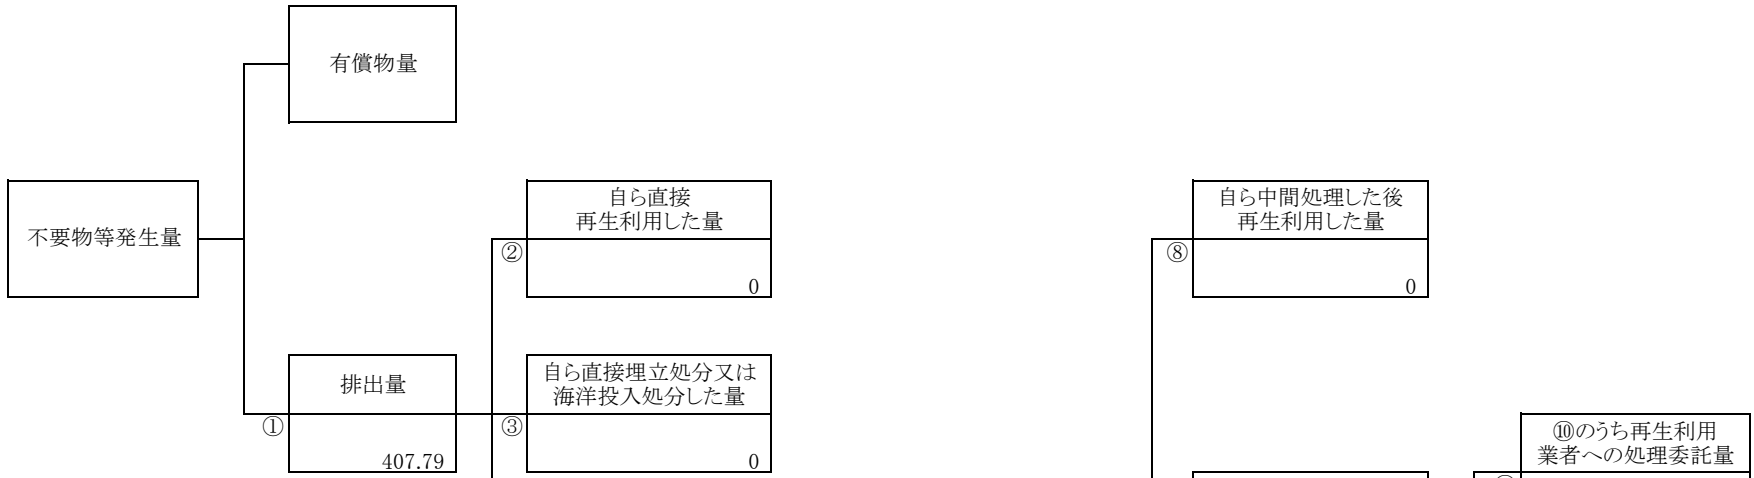 有償物量
不要物等発生量
自ら直接
再生利用した量
②
0
自ら中間処理した後
再生利用した量
⑧
0
排出量
①
407.79
自ら直接埋立処分又は
海洋投入処分した量
③
0
⑩のうち再生利用
業者への処理委託量